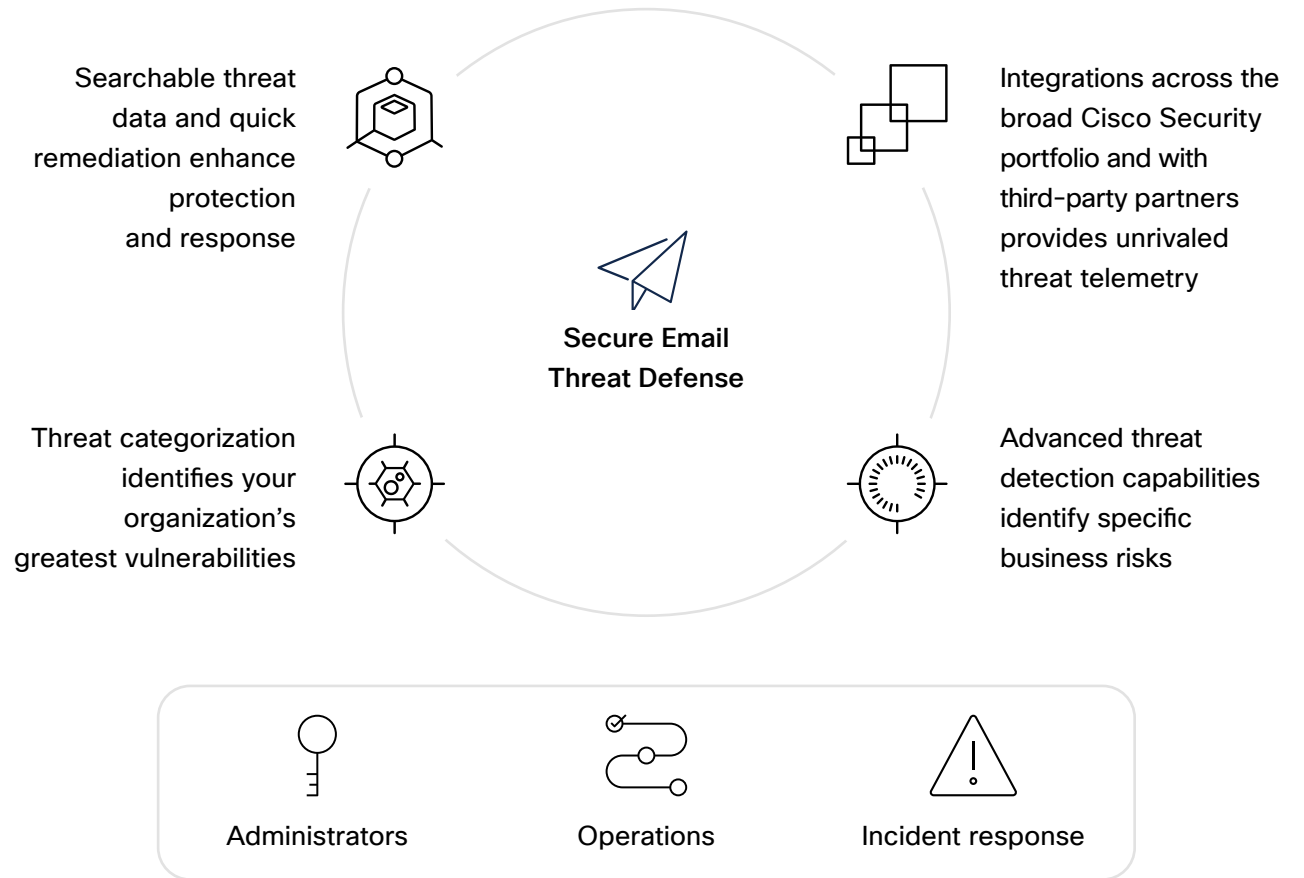 Searchable threat
data and quick
remediation enhance
protection
and response
Integrations across the
broad Cisco Security
portfolio and with
third-party partners
provides unrivaled
threat telemetry
Secure Email
Threat Defense
Threat categorization
identifies your
organization’s
greatest vulnerabilities
Advanced threat
detection capabilities
identify specific
business risks
Administrators
Operations
Incident response